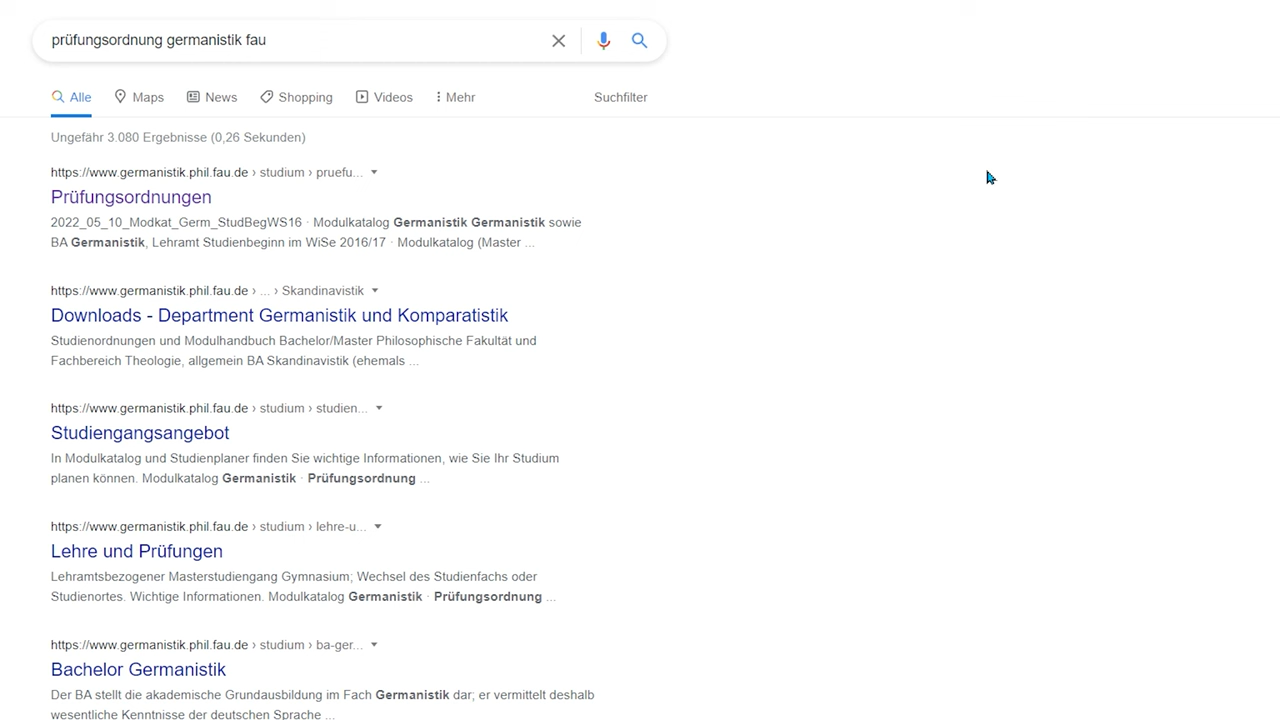 prüfungsordnung germanistik fau
Alle Maps News Shopping Videos Mehr Suchfilter
Ungefähr 3.080 Ergebnisse (0,26 Sekunden)
https://www.germanistik.phil.fau.de › studium › pruefu...
Prüfungsordnungen
2022_05_10_Modkat_Germ_StudBegWS16 · Modulkatalog Germanistik Germanistik sowie
BA Germanistik, Lehramt Studienbeginn im WiSe 2016/17 · Modulkatalog (Master ...
https://www.germanistik.phil.fau.de › ... › Skandinavistik
Downloads - Department Germanistik und Komparatistik
Studienordnungen und Modulhandbuch Bachelor/Master Philosophische Fakultät und
Fachbereich Theologie, allgemein BA Skandinavistik (ehemals ...
https://www.germanistik.phil.fau.de › studium › studien...
Studiengangsangebot
In Modulkatalog und Studienplaner finden Sie wichtige Informationen, wie Sie Ihr Studium
planen können. Modulkatalog Germanistik · Prüfungsordnung ...
https://www.germanistik.phil.fau.de › studium › lehre-u...
Lehre und Prüfungen
Lehramtsbezogener Masterstudiengang Gymnasium; Wechsel des Studienfachs oder
Studienortes. Wichtige Informationen. Modulkatalog Germanistik · Prüfungsordnung ...
https://www.germanistik.phil.fau.de › studium › ba-ger...
Bachelor Germanistik
Der BA stellt die akademische Grundausbildung im Fach Germanistik dar; er vermittelt deshalb
wesentliche Kenntnisse der deutschen Sprache ...